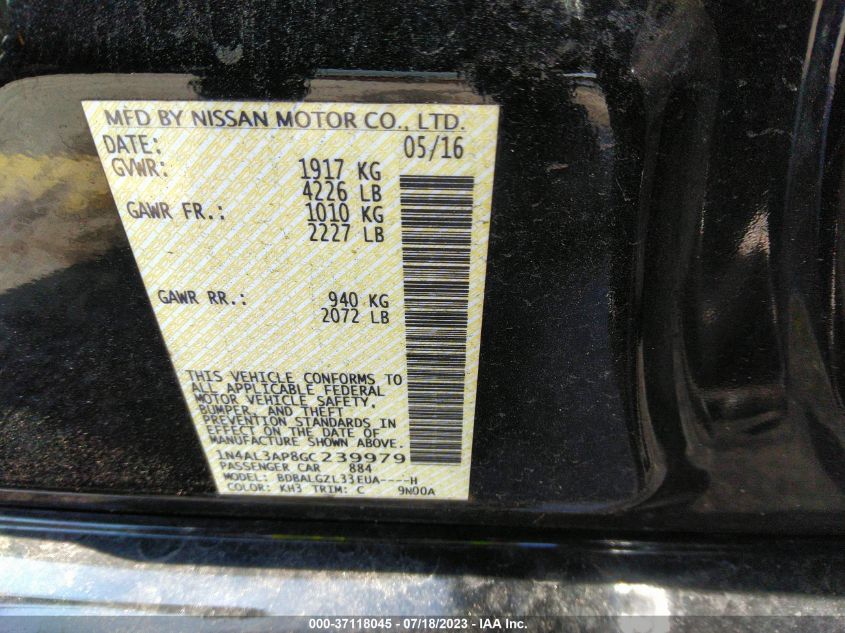 MFD BY NISSAN MOTOR CO., LTD.
DATE: 05/16
GVWR: 1917 KG
4226 LB
GAWR FR.: 1010 KG
2227 LB
GAWR RR.: 940 KG
2072 LB
THIS VEHICLE CONFORMS TO
ALL APPLICABLE FEDERAL
MOTOR VEHICLE SAFETY,
BUMPER, AND THEFT
PREVENTION STANDARDS IN
EFFECT ON THE DATE OF
MANUFACTURE SHOWN ABOVE.
1N4AL3AP8GC239979
PASSENGER CAR 884
MODEL: BDBALGZL33EUA----H
COLOR: KH3 TRIM: C 9N00A
000-37118045 - 07/18/2023 - IAA Inc.